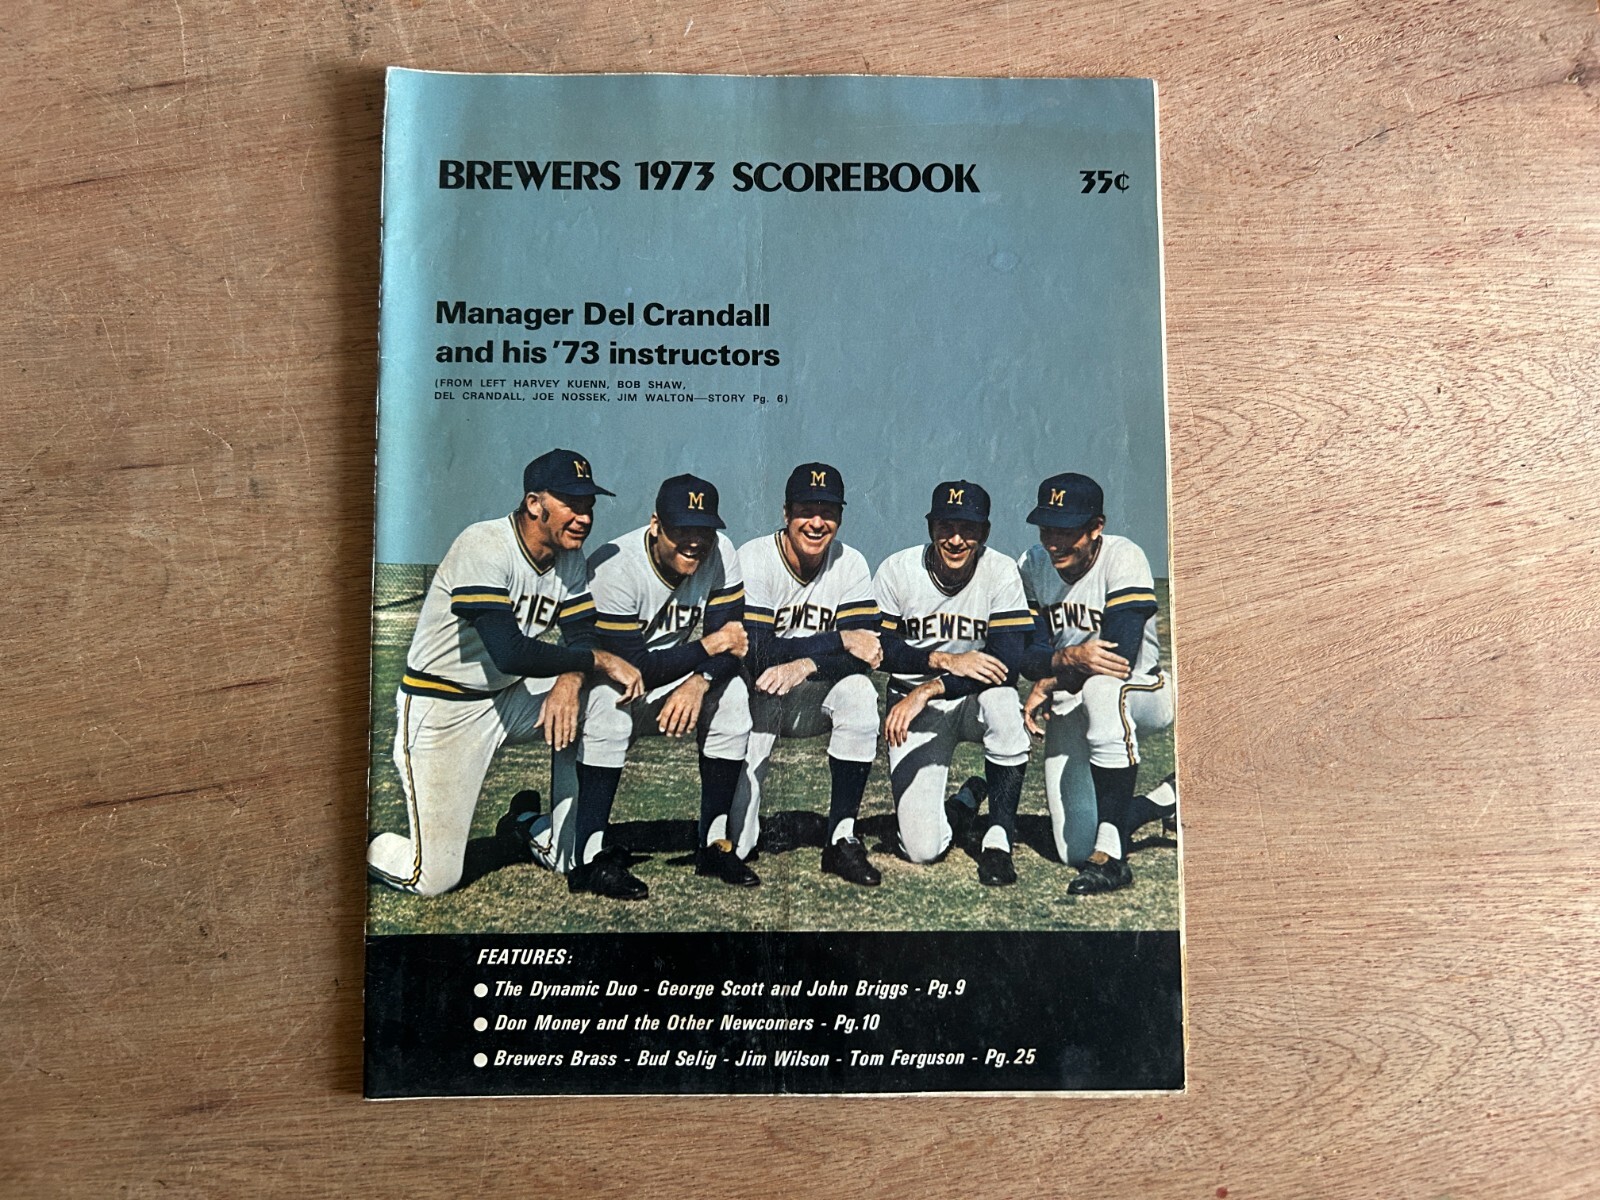 BREWERS 1973 SCOREBOOK 35¢
Manager Del Crandall
and his '73 instructors
(FROM LEFT HARVEY KUENN, BOB SHAW,
DEL CRANDALL, JOE NOSSEK, JIM WALTON—STORY Pg. 6)
M M M M M
EWER WER EWER REWER EWER
FEATURES:
● The Dynamic Duo - George Scott and John Briggs - Pg.9
● Don Money and the Other Newcomers - Pg.10
● Brewers Brass - Bud Selig - Jim Wilson - Tom Ferguson - Pg. 25